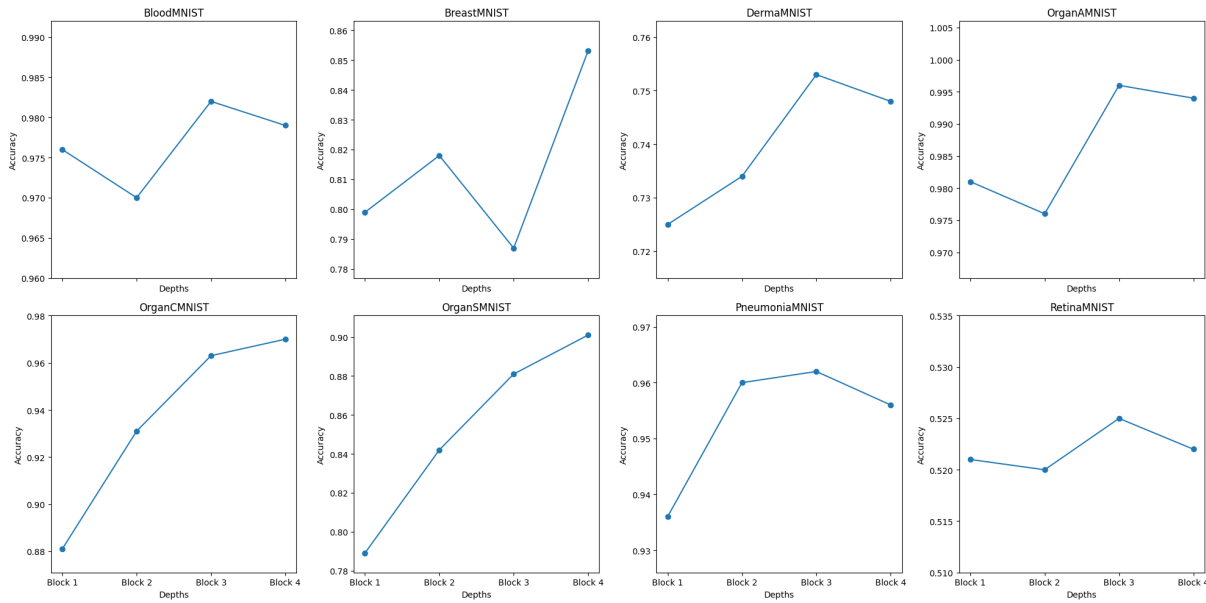 BloodMNIST
Accuracy
0.990
0.985
0.980
0.975
0.970
0.965
0.960
Depths
BreastMNIST
Accuracy
0.86
0.85
0.84
0.83
0.82
0.81
0.80
0.79
0.78
Depths
DermaMNIST
Accuracy
0.76
0.75
0.74
0.73
0.72
Depths
OrganAMNIST
Accuracy
1.005
1.000
0.995
0.990
0.985
0.980
0.975
0.970
Depths
OrganCMNIST
Accuracy
0.98
0.96
0.94
0.92
0.90
0.88
Block 1 Block 2 Block 3 Block 4
Depths
OrganSMNIST
Accuracy
0.90
0.88
0.86
0.84
0.82
0.80
0.78
Block 1 Block 2 Block 3 Block 4
Depths
PneumoniaMNIST
Accuracy
0.97
0.96
0.95
0.94
0.93
Block 1 Block 2 Block 3 Block 4
Depths
RetinaMNIST
Accuracy
0.535
0.530
0.525
0.520
0.515
0.510
Block 1 Block 2 Block 3 Block 4
Depths